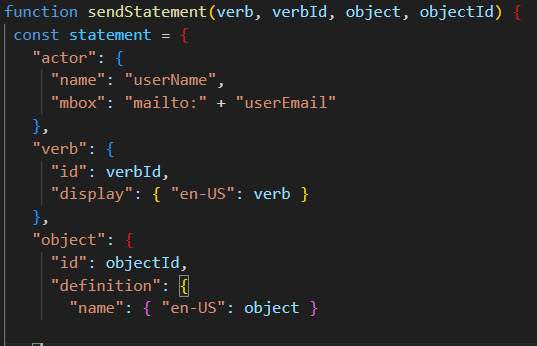 function sendStatement(verb, verbId, object, objectId) {
const statement = {
"actor": {
"name": "userName",
"mbox": "mailto:" + "userEmail"
},
"verb": {
"id": verbId,
"display": { "en-US": verb }
},
"object": {
"id": objectId,
"definition": {
"name": { "en-US": object }